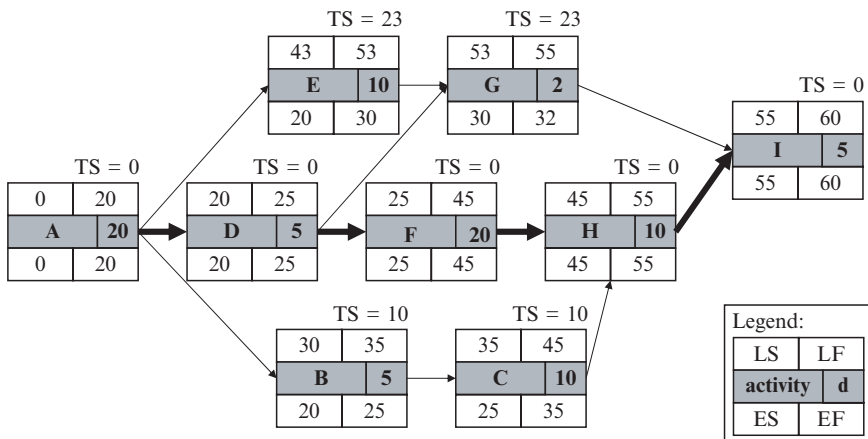 TS = 23 TS = 23
43 53 53 55
E 10 G 2
20 30 30 32
TS = 0
55 60
I 5
55 60
TS = 0 TS = 0 TS = 0 TS = 0
0 20 20 25 25 45 45 55
A 20 D 5 F 20 H 10
0 20 20 25 25 45 45 55
TS = 10 TS = 10
30 35 35 45
B 5 C 10
20 25 25 35
Legend:
LS LF
activity d
ES EF